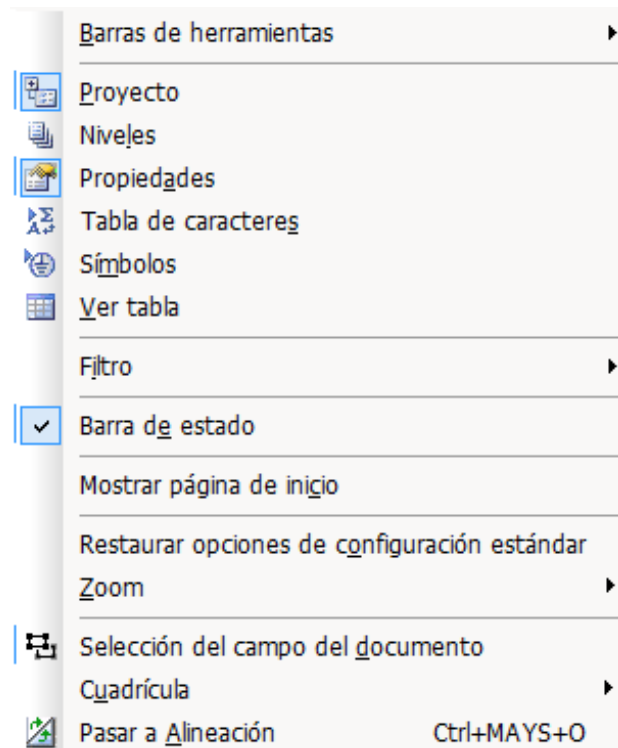 Barras de herramientas
Proyecto
Niveles
Propiedades
Tabla de caracteres
Símbolos
Ver tabla
Filtro
Barra de estado
Mostrar página de inicio
Restaurar opciones de configuración estándar
Zoom
Selección del campo del documento
Cuadrícula
Pasar a Alineación Ctrl+MAYS+O